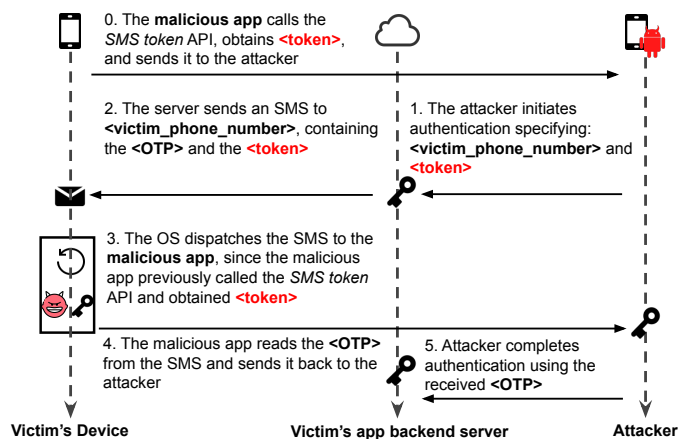 0. The malicious app calls the
SMS token API, obtains <token>,
and sends it to the attacker
2. The server sends an SMS to
<victim_phone_number>, containing
the <OTP> and the <token>
1. The attacker initiates
authentication specifying:
<victim_phone_number> and
<token>
3. The OS dispatches the SMS to the
malicious app, since the malicious
app previously called the SMS token
API and obtained <token>
4. The malicious app reads the <OTP>
from the SMS and sends it back to the
attacker
5. Attacker completes
authentication using the
received <OTP>
Victim's Device
Victim's app backend server
Attacker